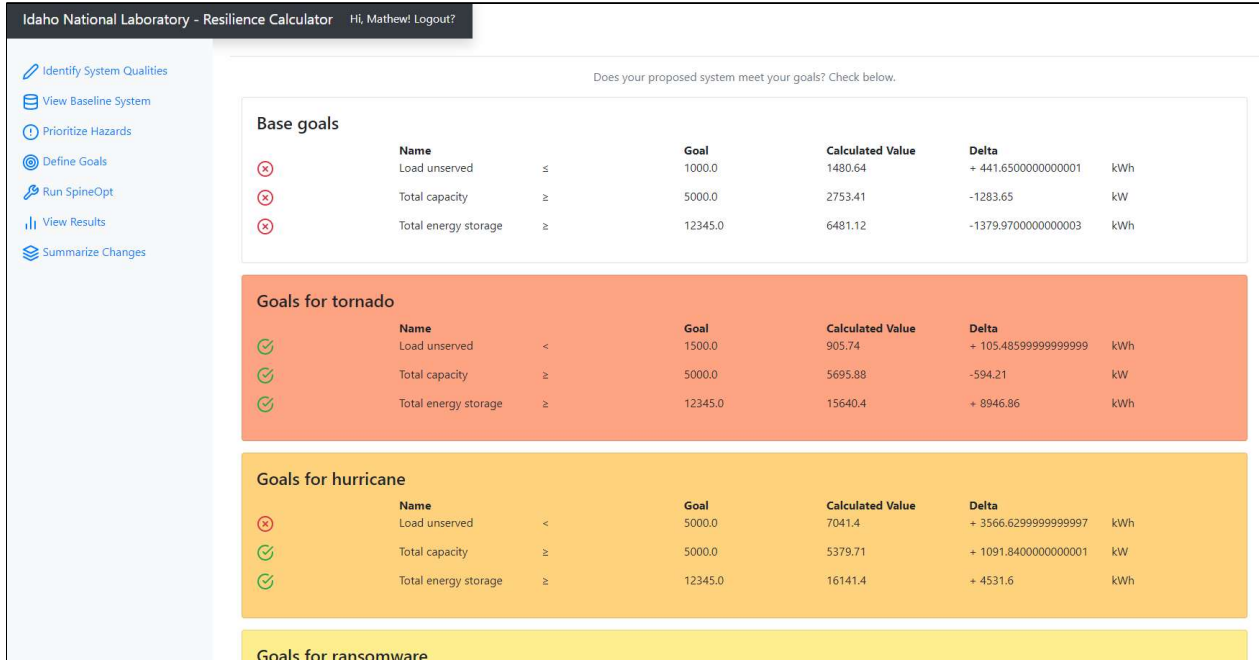 Idaho National Laboratory - Resilience Calculator Hi, Mathew! Logout?
Identify System Qualities
View Baseline System
Prioritize Hazards
Define Goals
Run SpineOpt
View Results
Summarize Changes
Does your proposed system meet your goals? Check below.
Base goals
Name Goal Calculated Value Delta
Load unserved ≤ 1000.0 1480.64 + 441.6500000000001 kWh
Total capacity ≥ 5000.0 2753.41 -1283.65 kW
Total energy storage ≥ 12345.0 6481.12 -1379.9700000000003 kWh
Goals for tornado
Name Goal Calculated Value Delta
Load unserved < 1500.0 905.74 + 105.48599999999999 kWh
Total capacity ≥ 5000.0 5695.88 -594.21 kW
Total energy storage ≥ 12345.0 15640.4 + 8946.86 kWh
Goals for hurricane
Name Goal Calculated Value Delta
Load unserved < 5000.0 7041.4 + 3566.6299999999997 kWh
Total capacity ≥ 5000.0 5379.71 + 1091.8400000000001 kW
Total energy storage ≥ 12345.0 16141.4 + 4531.6 kWh
Goals for ransomware